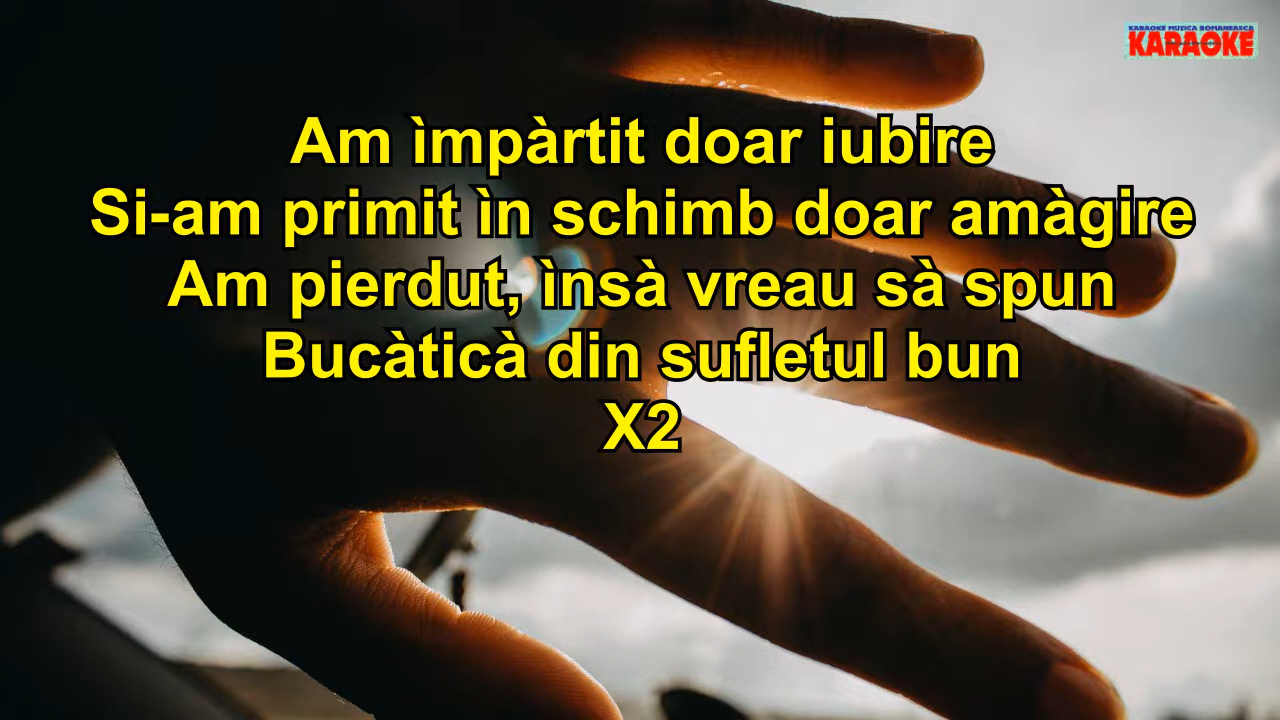 KARAOKE MUZICA ROMANEASCA
KARAOKE
Am ìmpàrtit doar iubire
Si-am primit ìn schimb doar amàgire
Am pierdut, ìnsà vreau sà spun
Bucàticà din sufletul bun
X2